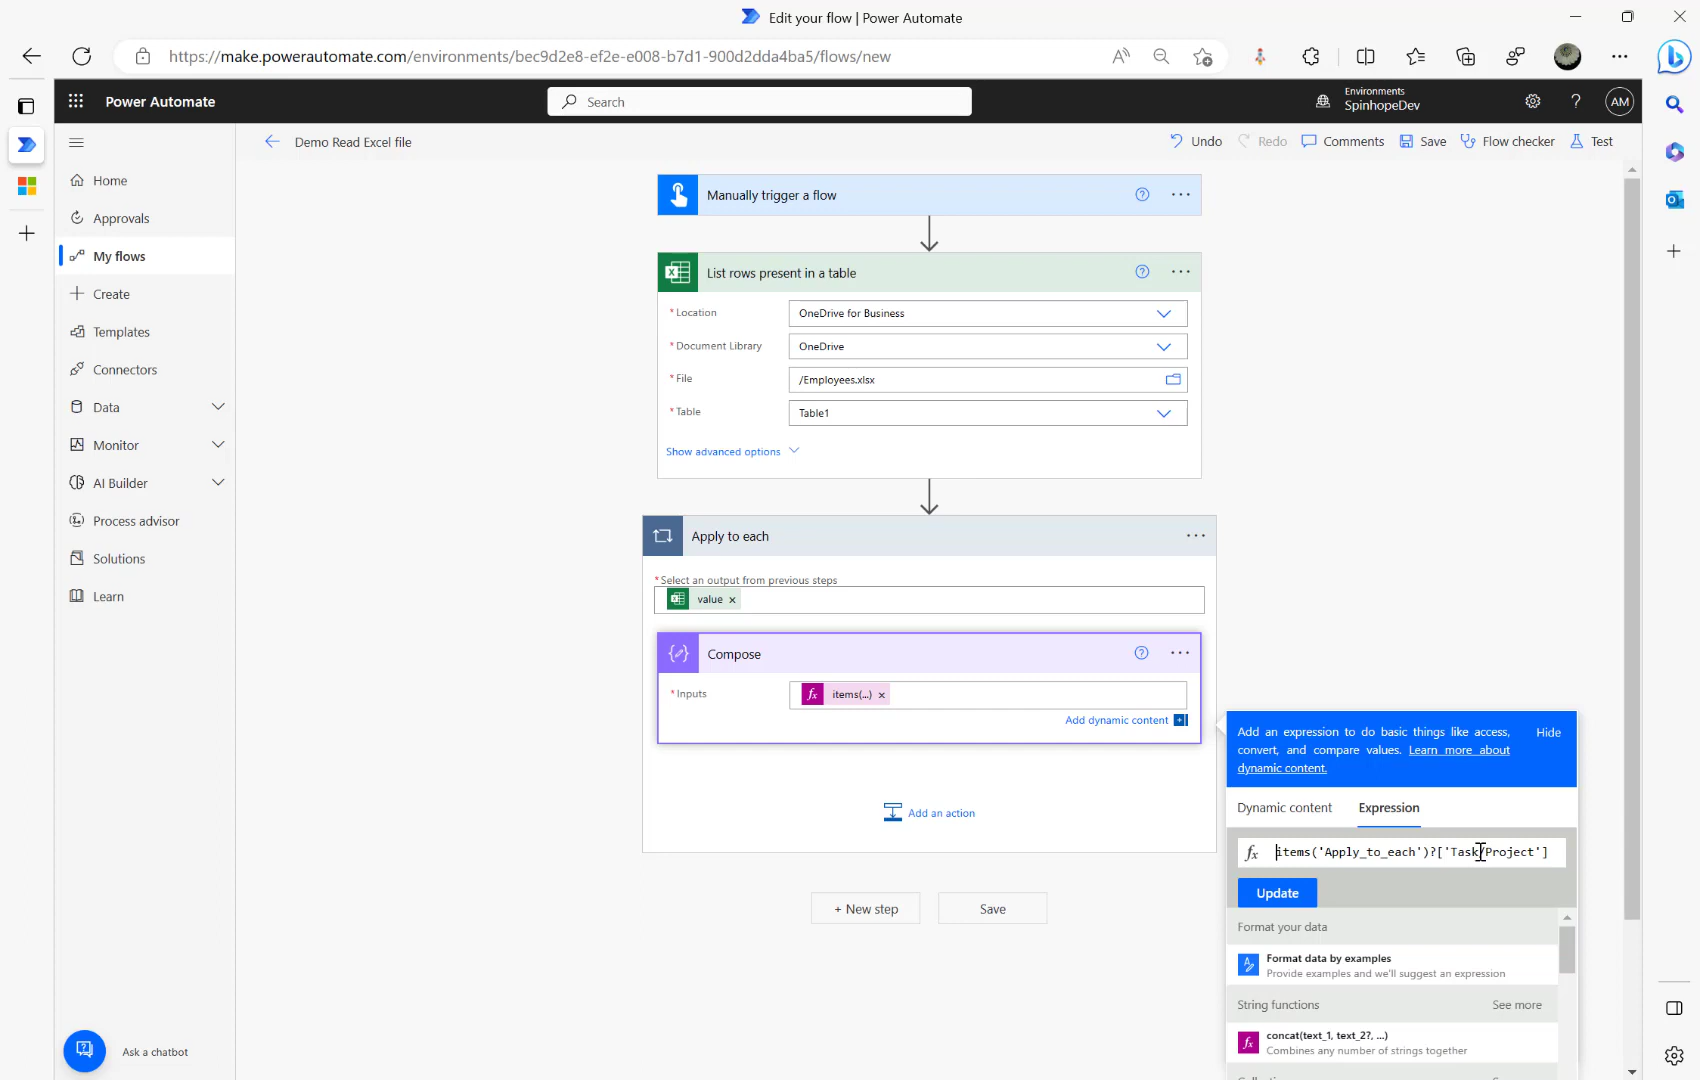 Edit your flow | Power Automate
https://make.powerautomate.com/environments/bec9d2e8-ef2e-e008-b7d1-900d2dda4ba5/flows/new
Power Automate
Search
Environments
SpinhopeDev
AM
Demo Read Excel file
Undo
Redo
Comments
Save
Flow checker
Test
Home
Approvals
My flows
Create
Templates
Connectors
Data
Monitor
AI Builder
Process advisor
Solutions
Learn
Ask a chatbot
Manually trigger a flow
List rows present in a table
* Location
OneDrive for Business
* Document Library
OneDrive
* File
/Employees.xlsx
* Table
Table1
Show advanced options
Apply to each
* Select an output from previous steps
value
Compose
* Inputs
fx items(...)
Add dynamic content
Add an action
+ New step
Save
Add an expression to do basic things like access,
convert, and compare values. Learn more about
dynamic content.
Hide
Dynamic content
Expression
fx items('Apply_to_each')?['Task/Project']
Update
Format your data
Format data by examples
Provide examples and we'll suggest an expression
String functions
See more
fx concat(text_1, text_2?, ...)
Combines any number of strings together